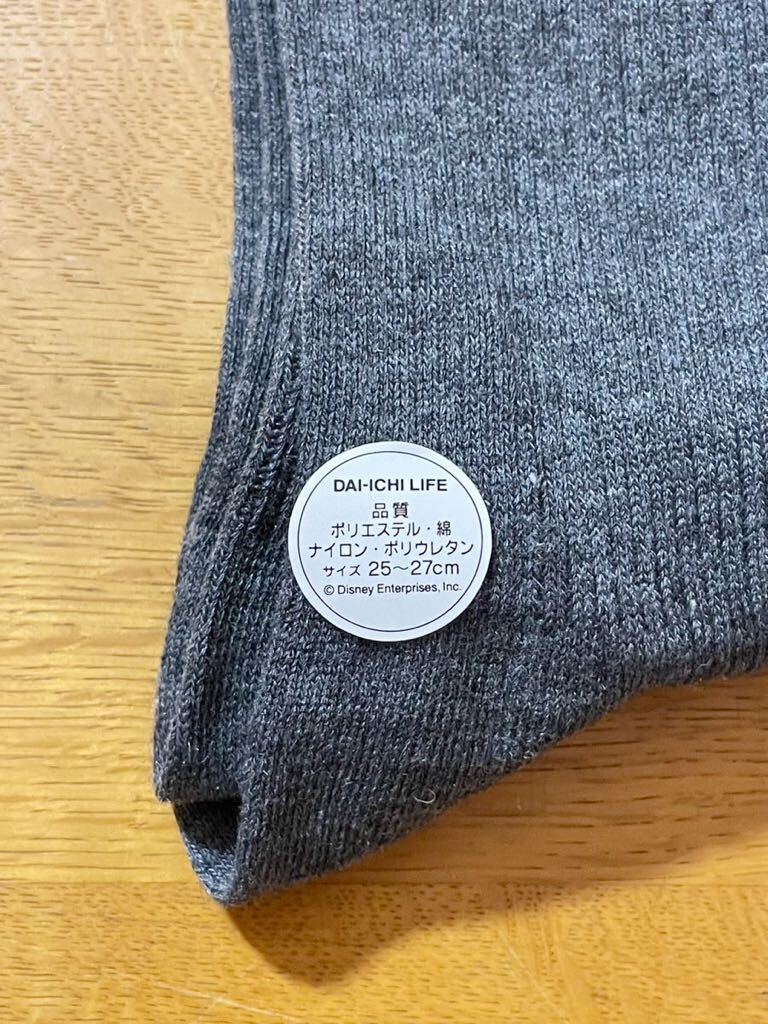 DAI-ICHI LIFE
品質
ポリエステル・綿
ナイロン・ポリウレタン
サイズ 25〜27cm
© Disney Enterprises, Inc.